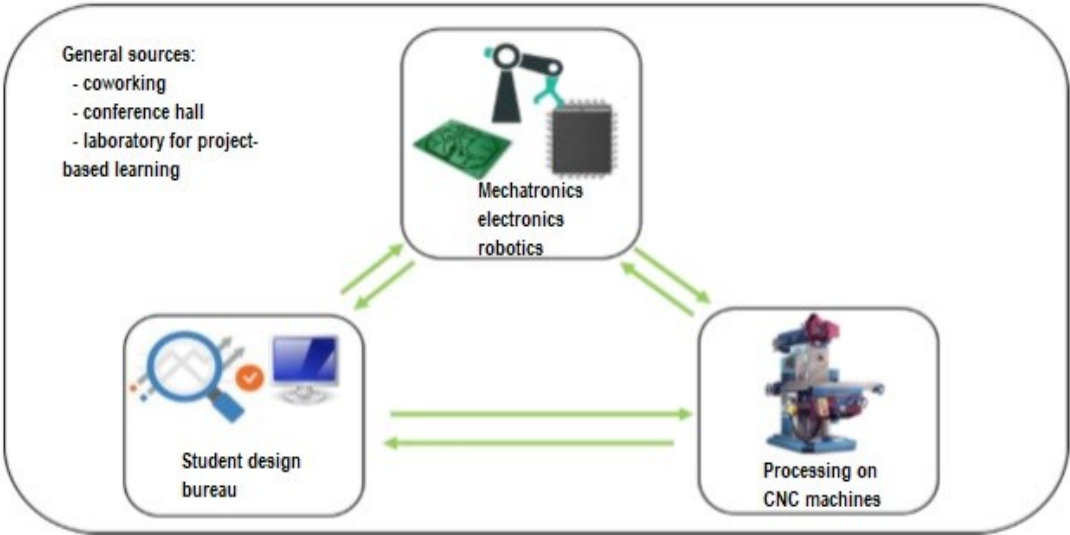 General sources:
- coworking
- conference hall
- laboratory for project-
based learning
Mechatronics
electronics
robotics
Student design
bureau
Processing on
CNC machines